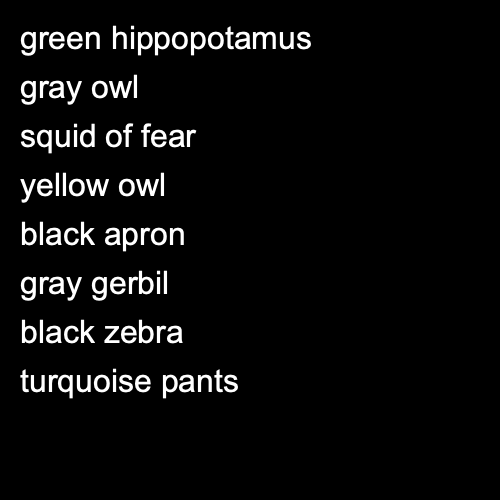 green hippopotamus
gray owl
squid of fear
yellow owl
black apron
gray gerbil
black zebra
turquoise pants